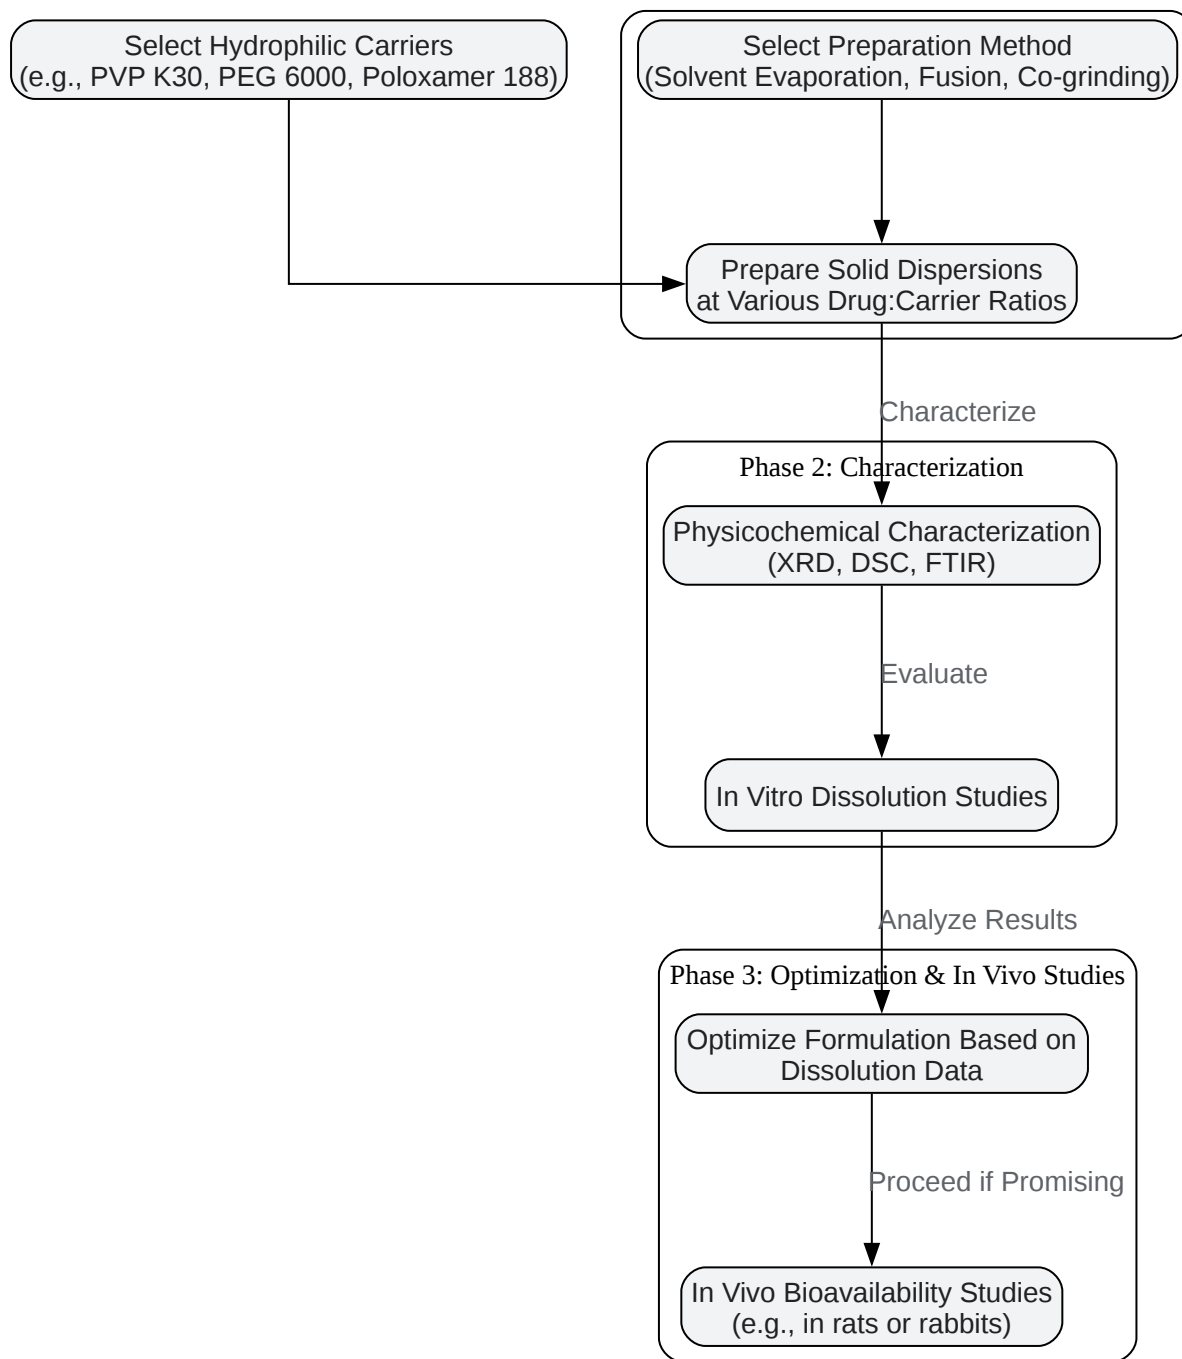 Select Hydrophilic Carriers
(e.g., PVP K30, PEG 6000, Poloxamer 188)
Select Preparation Method
(Solvent Evaporation, Fusion, Co-grinding)
Prepare Solid Dispersions
at Various Drug:Carrier Ratios
Characterize
Phase 2: Characterization
Physicochemical Characterization
(XRD, DSC, FTIR)
Evaluate
In Vitro Dissolution Studies
Analyze Results
Phase 3: Optimization & In Vivo Studies
Optimize Formulation Based on
Dissolution Data
Proceed if Promising
In Vivo Bioavailability Studies
(e.g., in rats or rabbits)